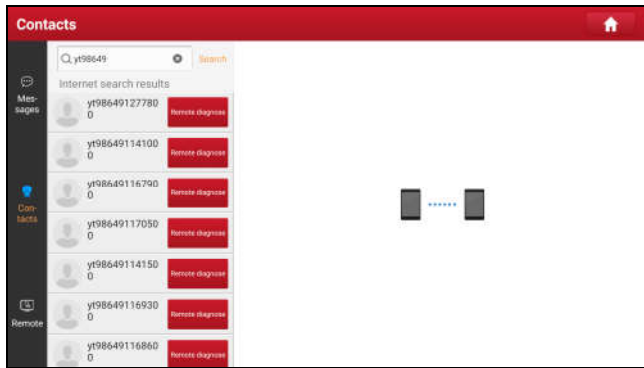 Contacts
yt98649
Search
Internet search results
Mes-
sages
Con-
tacts
Remote
yt98649127780
0
Remote diagnose
yt98649114100
0
Remote diagnose
yt98649116790
0
Remote diagnose
yt98649117050
0
Remote diagnose
yt98649114150
0
Remote diagnose
yt98649116930
0
Remote diagnose
yt98649116860
0
Remote diagnose